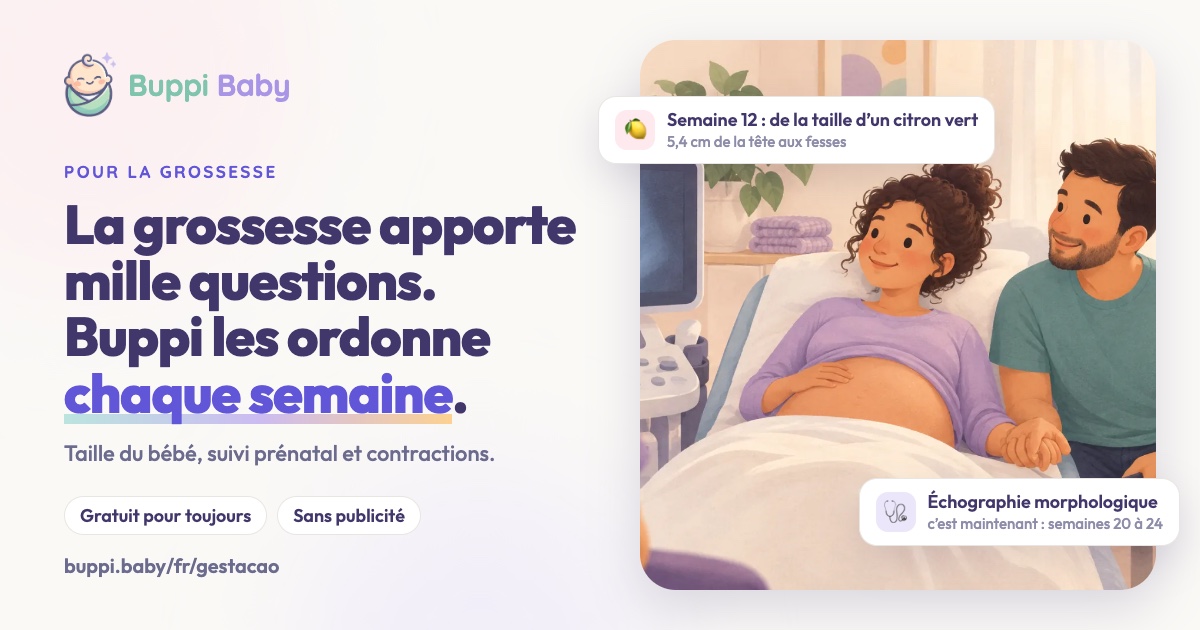 Buppi Baby
POUR LA GROSSESSE
La grossesse apporte
mille questions.
Buppi les ordonne
chaque semaine.
Taille du bébé, suivi prénatal et contractions.
Gratuit pour toujours
Sans publicité
buppi.baby/fr/gestacao
Semaine 12 : de la taille d’un citron vert
5,4 cm de la tête aux fesses
Échographie morphologique
c’est maintenant : semaines 20 à 24